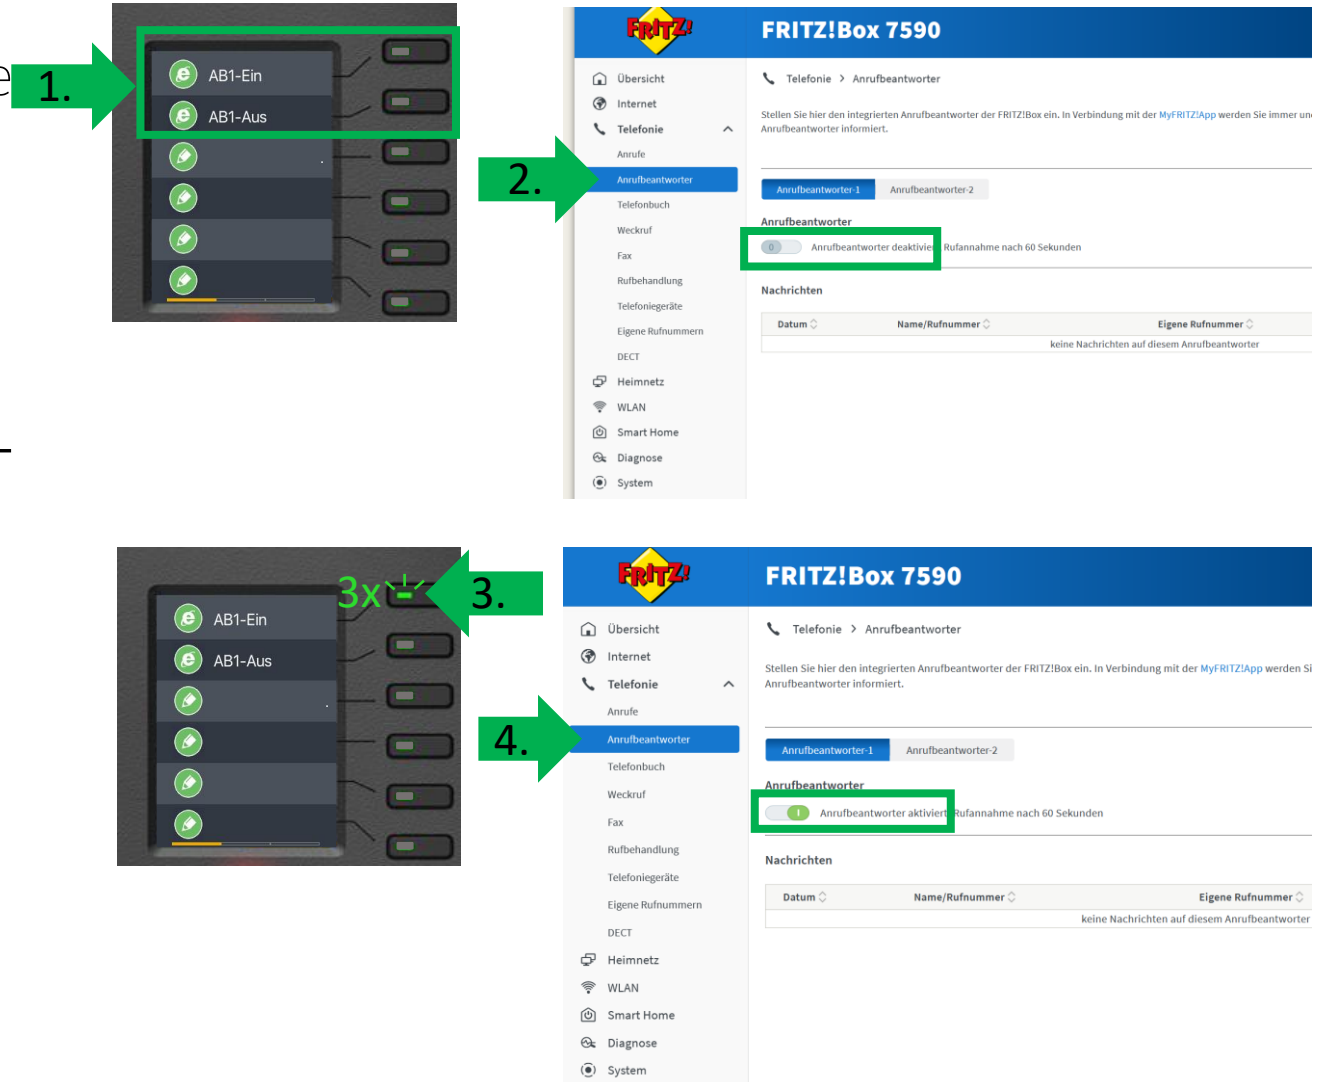 e
1.
AB1-Ein
AB1-Aus
2.
FRITZ!
FRITZ!Box 7590
Übersicht
Internet
Telefonie
Anrufe
Anrufbeantworter
Telefonbuch
Weckruf
Fax
Rufbehandlung
Telefoniegeräte
Eigene Rufnummern
DECT
Heimnetz
WLAN
Smart Home
Diagnose
System
Telefonie > Anrufbeantworter
Stellen Sie hier den integrierten Anrufbeantworter der FRITZ!Box ein. In Verbindung mit der MyFRITZ!App werden Sie immer un
Anrufbeantworter informiert.
Anrufbeantworter-1 Anrufbeantworter-2
Anrufbeantworter
0 Anrufbeantworter deaktiviert Rufannahme nach 60 Sekunden
Nachrichten
Datum Name/Rufnummer Eigene Rufnummer
keine Nachrichten auf diesem Anrufbeantworter
-
3x
3.
AB1-Ein
AB1-Aus
4.
FRITZ!
FRITZ!Box 7590
Übersicht
Internet
Telefonie
Anrufe
Anrufbeantworter
Telefonbuch
Weckruf
Fax
Rufbehandlung
Telefoniegeräte
Eigene Rufnummern
DECT
Heimnetz
WLAN
Smart Home
Diagnose
System
Telefonie > Anrufbeantworter
Stellen Sie hier den integrierten Anrufbeantworter der FRITZ!Box ein. In Verbindung mit der MyFRITZ!App werden Si
Anrufbeantworter informiert.
Anrufbeantworter-1 Anrufbeantworter-2
Anrufbeantworter
I Anrufbeantworter aktiviert Rufannahme nach 60 Sekunden
Nachrichten
Datum Name/Rufnummer Eigene Rufnummer
keine Nachrichten auf diesem Anrufbeantworter